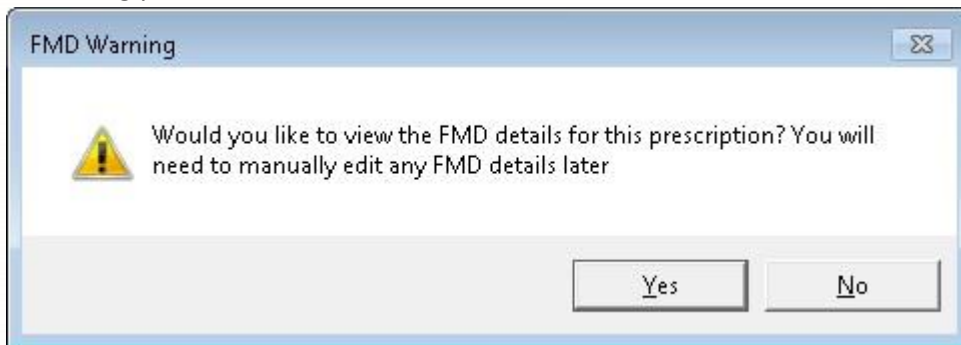 FMD Warning
Would you like to view the FMD details for this prescription? You will
need to manually edit any FMD details later
Yes
No